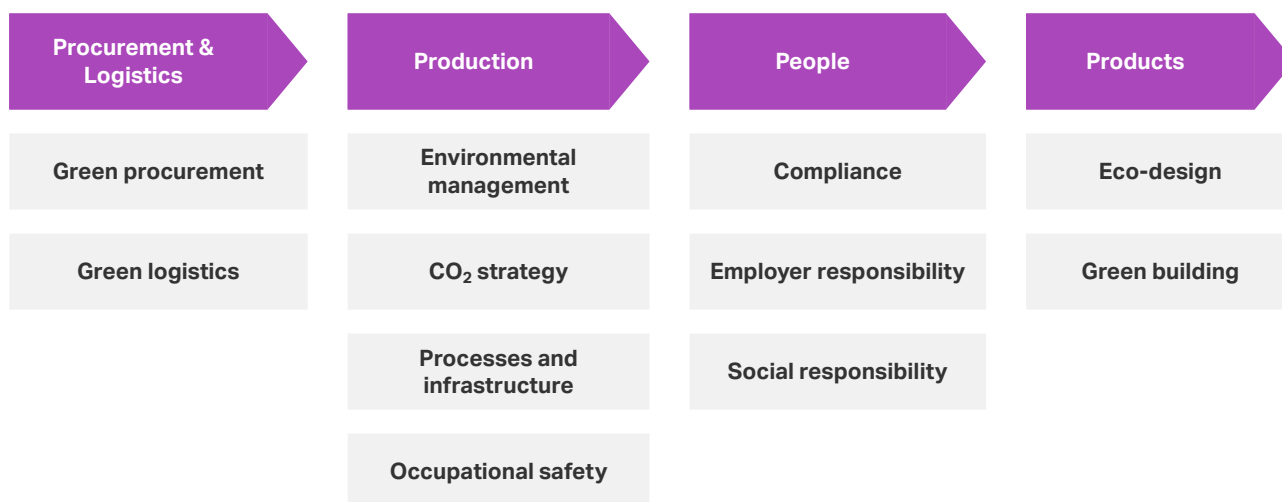 Procurement &
Logistics
Green procurement
Green logistics
Production
Environmental
management
CO₂ strategy
Processes and
infrastructure
Occupational safety
People
Compliance
Employer responsibility
Social responsibility
Products
Eco-design
Green building